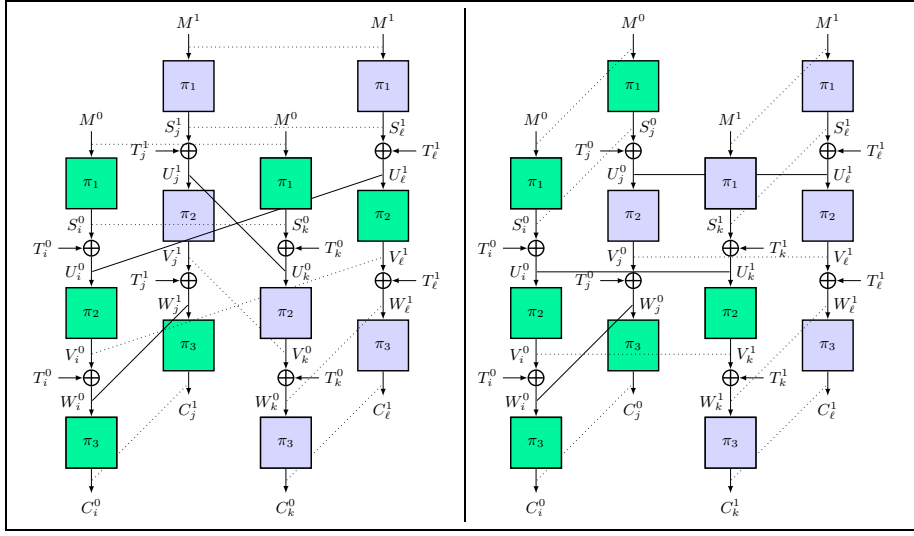 M^1 M^1 M^0 M^1
π_1 π_1 π_1 π_1
M^0 M^0 S_j^1 S_ℓ^1 S_j^0 M^1 S_ℓ^1
T_j^1 T_ℓ^1 T_j^0 T_ℓ^1
π_1 U_j^1 π_1 U_ℓ^1 π_1 U_j^0 π_1 U_ℓ^1
S_i^0 π_2 S_k^0 π_2 S_i^0 π_2 S_k^1 π_2
T_i^0 T_k^0 T_i^0 T_k^1
U_i^0 V_j^1 U_k^0 V_ℓ^1 U_i^0 V_j^0 U_k^1 V_ℓ^1
T_j^1 T_ℓ^1 T_j^0 T_ℓ^1
π_2 W_j^1 π_2 W_ℓ^1 π_2 W_j^0 π_2 W_ℓ^1
V_i^0 π_3 V_k^0 π_3 V_i^0 π_3 V_k^1 π_3
T_i^0 T_k^0 T_i^0 T_k^1
W_i^0 C_j^1 W_k^0 C_ℓ^1 W_i^0 C_j^0 W_k^1 C_ℓ^1
π_3 π_3 π_3 π_3
C_i^0 C_k^0 C_i^0 C_k^1